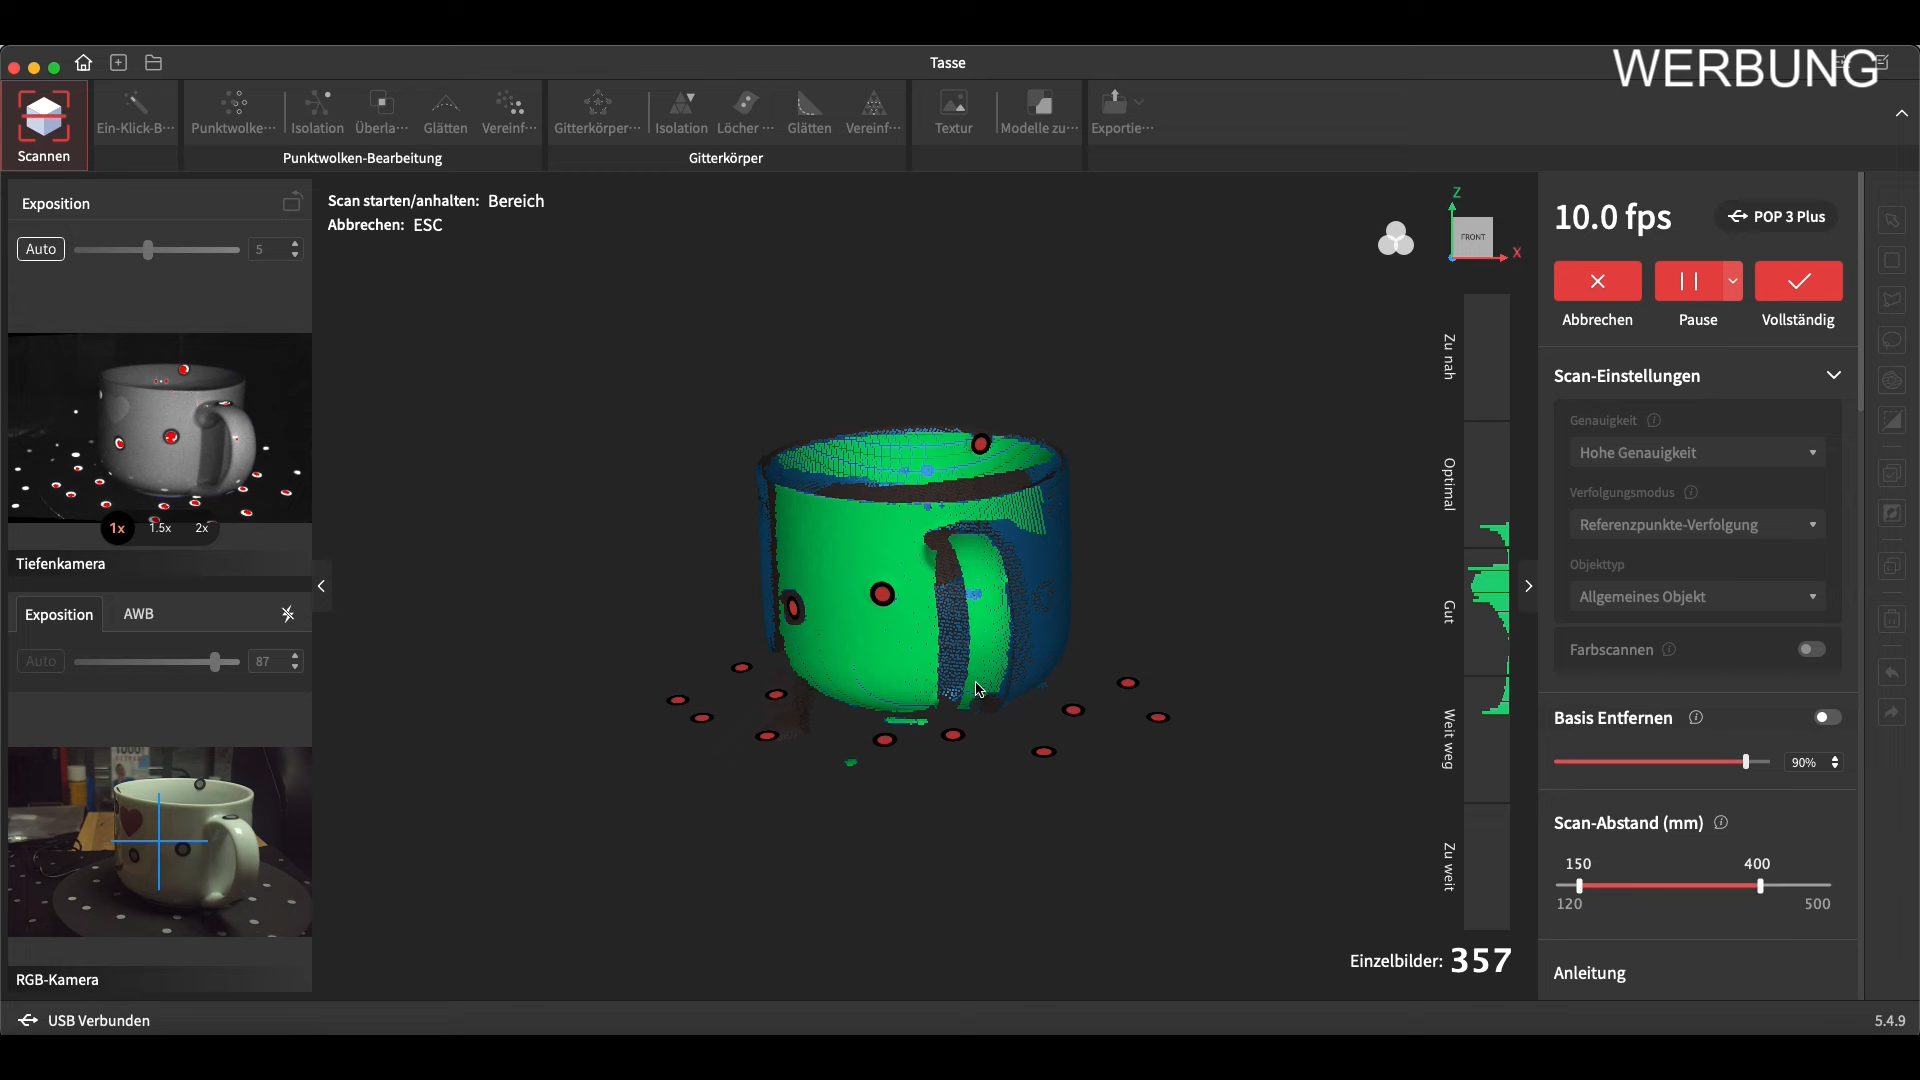 Tasse
WERBUNG
Scannen
Ein-Klick-B···
Punktwolke···
Isolation
Überla···
Glätten
Vereinf···
Punktwolken-Bearbeitung
Gitterkörper···
Isolation
Löcher ···
Glätten
Vereinf···
Gitterkörper
Textur
Modelle zu···
Exportie···
Exposition
Auto
5
1x
1.5x
2x
Tiefenkamera
Exposition
AWB
Auto
87
RGB-Kamera
Scan starten/anhalten: Bereich
Abbrechen: ESC
Z
FRONT
X
Zu nah
Optimal
Gut
Weit weg
Zu weit
Einzelbilder: 357
10.0 fps
POP 3 Plus
Abbrechen
Pause
Vollständig
Scan-Einstellungen
Genauigkeit
Hohe Genauigkeit
Verfolgungsmodus
Referenzpunkte-Verfolgung
Objekttyp
Allgemeines Objekt
Farbscannen
Basis Entfernen
90%
Scan-Abstand (mm)
150
400
120
500
Anleitung
USB Verbunden
5.4.9